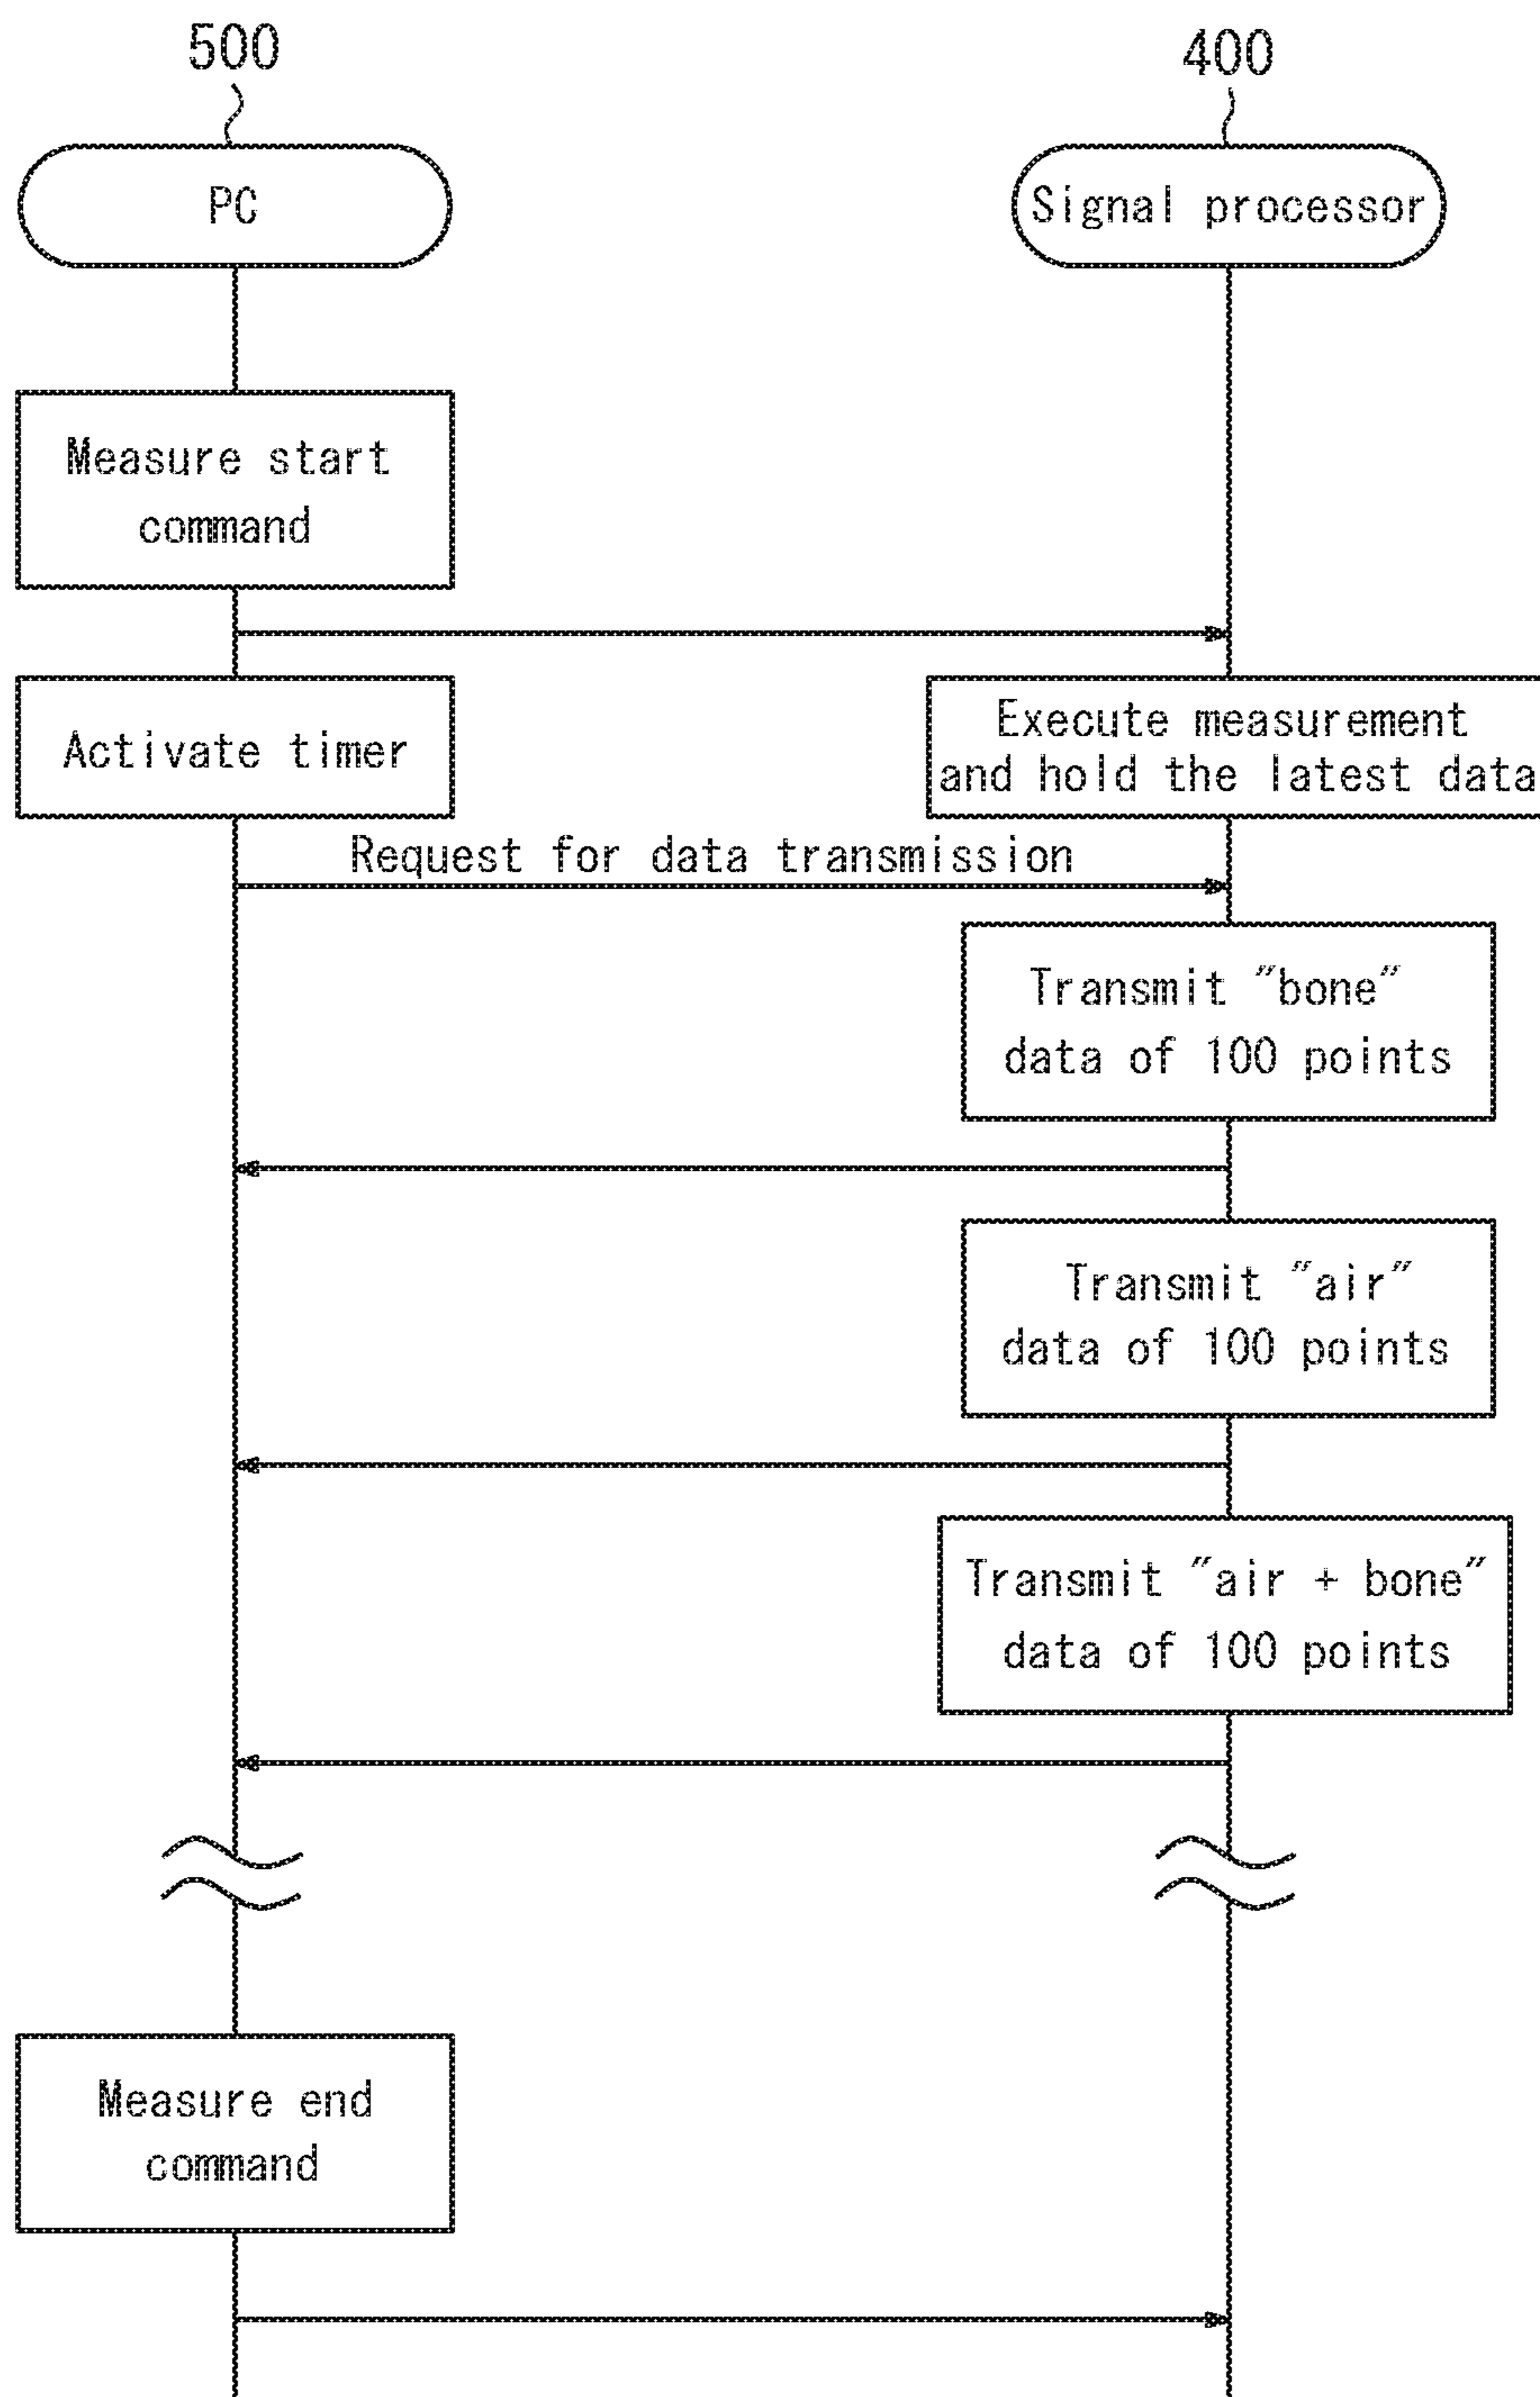 500
400
PC
Signal processor
Measure start
command
Activate timer
Execute measurement
and hold the latest data
Request for data transmission
Transmit "bone"
data of 100 points
Transmit "air"
data of 100 points
Transmit "air + bone"
data of 100 points
Measure end
command